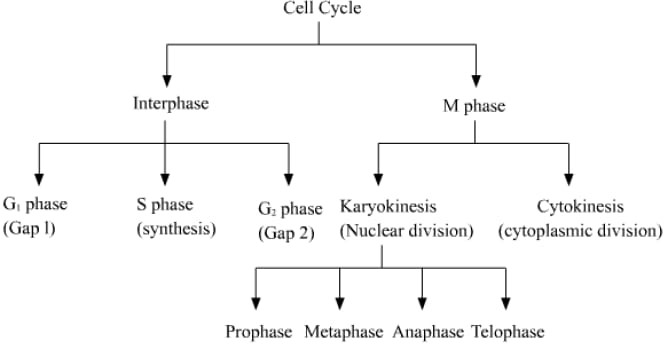 Cell Cycle
Interphase
M phase
G₁ phase
(Gap 1)
S phase
(synthesis)
G₂ phase
(Gap 2)
Karyokinesis
(Nuclear division)
Cytokinesis
(cytoplasmic division)
Prophase Metaphase Anaphase Telophase